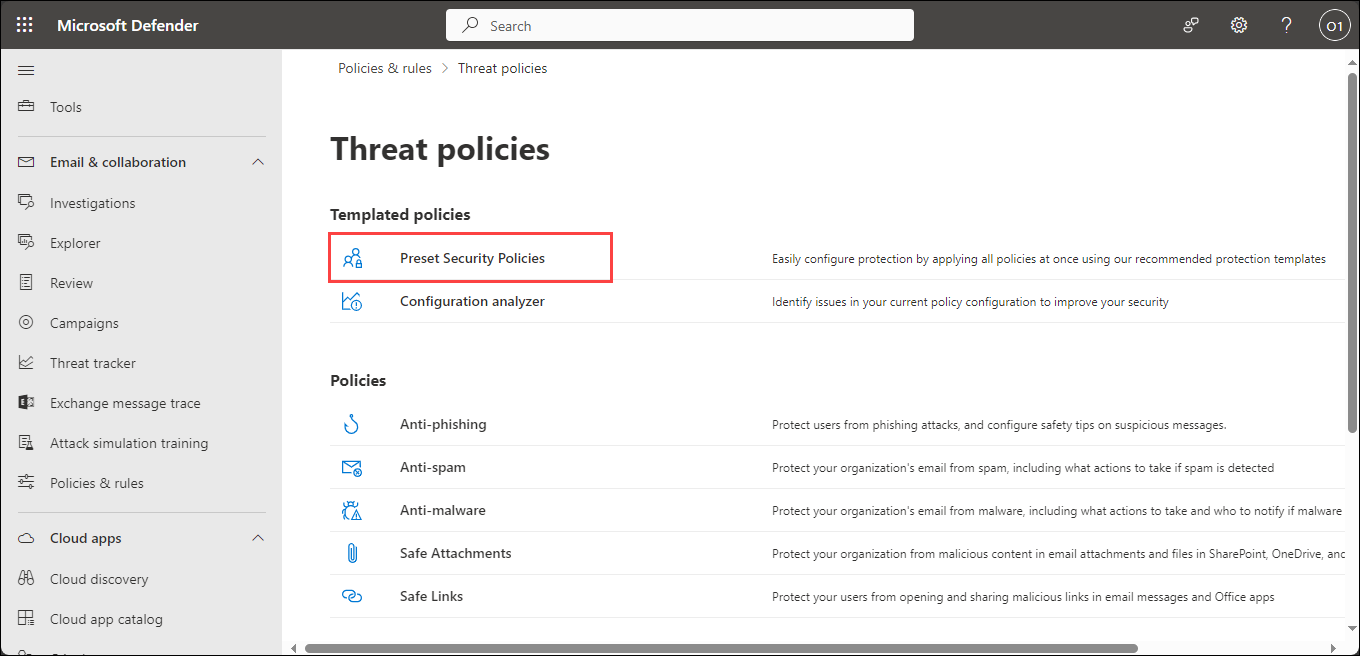 Microsoft Defender
Search
O1
Policies & rules > Threat policies
Tools
Email & collaboration
Investigations
Explorer
Review
Campaigns
Threat tracker
Exchange message trace
Attack simulation training
Policies & rules
Cloud apps
Cloud discovery
Cloud app catalog
Threat policies
Templated policies
Preset Security Policies
Easily configure protection by applying all policies at once using our recommended protection templates
Configuration analyzer
Identify issues in your current policy configuration to improve your security
Policies
Anti-phishing
Protect users from phishing attacks, and configure safety tips on suspicious messages.
Anti-spam
Protect your organization's email from spam, including what actions to take if spam is detected
Anti-malware
Protect your organization's email from malware, including what actions to take and who to notify if malware
Safe Attachments
Protect your organization from malicious content in email attachments and files in SharePoint, OneDrive, and
Safe Links
Protect your users from opening and sharing malicious links in email messages and Office apps